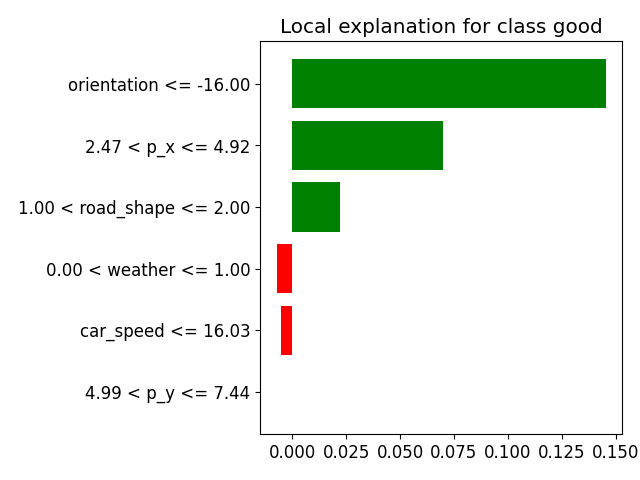 Local explanation for class good
orientation <= -16.00
2.47 < p_x <= 4.92
1.00 < road_shape <= 2.00
0.00 < weather <= 1.00
car_speed <= 16.03
4.99 < p_y <= 7.44
0.000 0.025 0.050 0.075 0.100 0.125 0.150